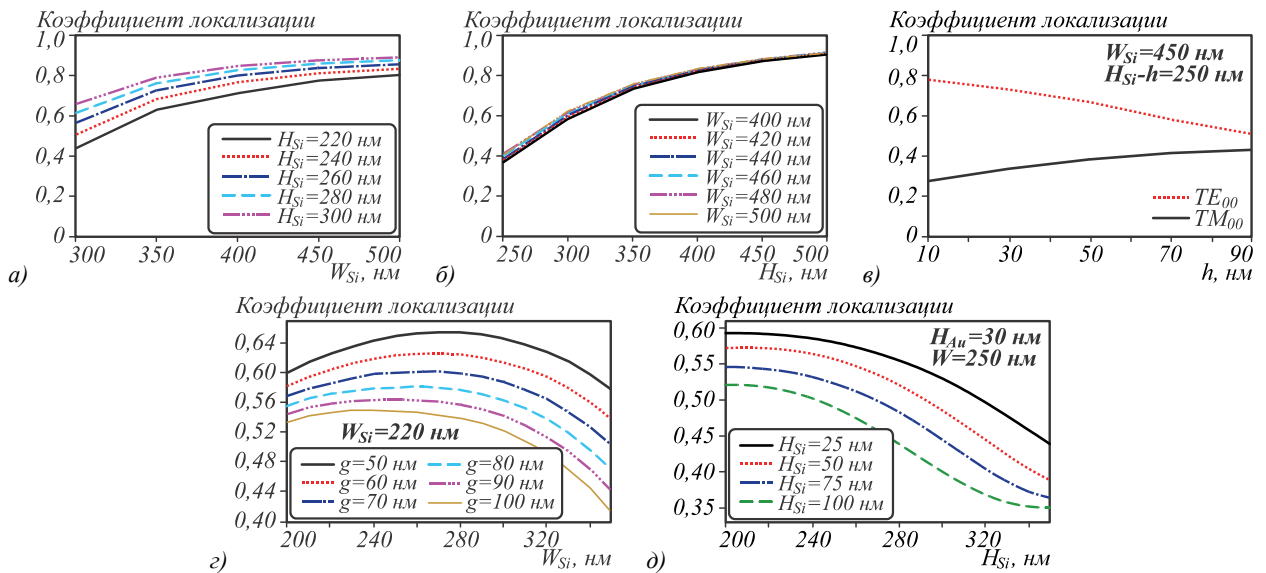 Коэффициент локализации
1,0
0,8
0,6
0,4
0,2
0
H_Si=220 нм
H_Si=240 нм
H_Si=260 нм
H_Si=280 нм
H_Si=300 нм
300 350 400 450 500
W_Si, нм
а)
Коэффициент локализации
1,0
0,8
0,6
0,4
0,2
0
W_Si=400 нм
W_Si=420 нм
W_Si=440 нм
W_Si=460 нм
W_Si=480 нм
W_Si=500 нм
250 300 350 400 450 500
H_Si, нм
б)
Коэффициент локализации
1,0
0,8
0,6
0,4
0,2
0
W_Si=450 нм
H_Si-h=250 нм
TE_00
TM_00
10 30 50 70 90
h, нм
в)
Коэффициент локализации
0,64
0,60
0,56
0,52
0,48
0,44
0,40
W_Si=220 нм
g=50 нм g=80 нм
g=60 нм g=90 нм
g=70 нм g=100 нм
200 240 280 320
W_Si, нм
г)
Коэффициент локализации
0,60
0,55
0,50
0,45
0,40
0,35
H_Au=30 нм
W=250 нм
H_Si=25 нм
H_Si=50 нм
H_Si=75 нм
H_Si=100 нм
200 240 280 320
H_Si, нм
д)